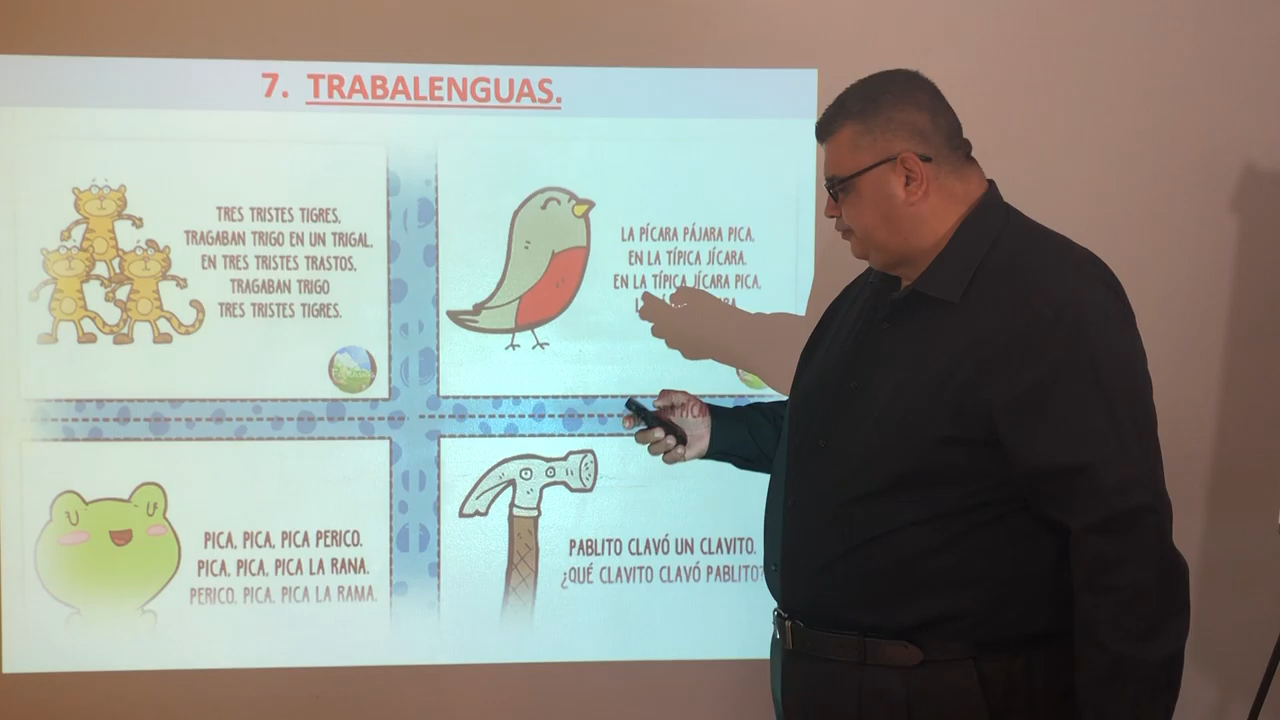 7. TRABALENGUAS.
TRES TRISTES TIGRES,
TRAGABAN TRIGO EN UN TRIGAL,
EN TRES TRISTES TRASTOS,
TRAGABAN TRIGO
TRES TRISTES TIGRES.
LA PÍCARA PÁJARA PICA,
EN LA TÍPICA JÍCARA,
EN LA TÍPICA JÍCARA PICA,
PICA, PICA, PICA PERICO.
PICA, PICA, PICA LA RANA.
PERICO, PICA, PICA LA RAMA.
PABLITO CLAVÓ UN CLAVITO,
¿QUÉ CLAVITO CLAVÓ PABLITO?